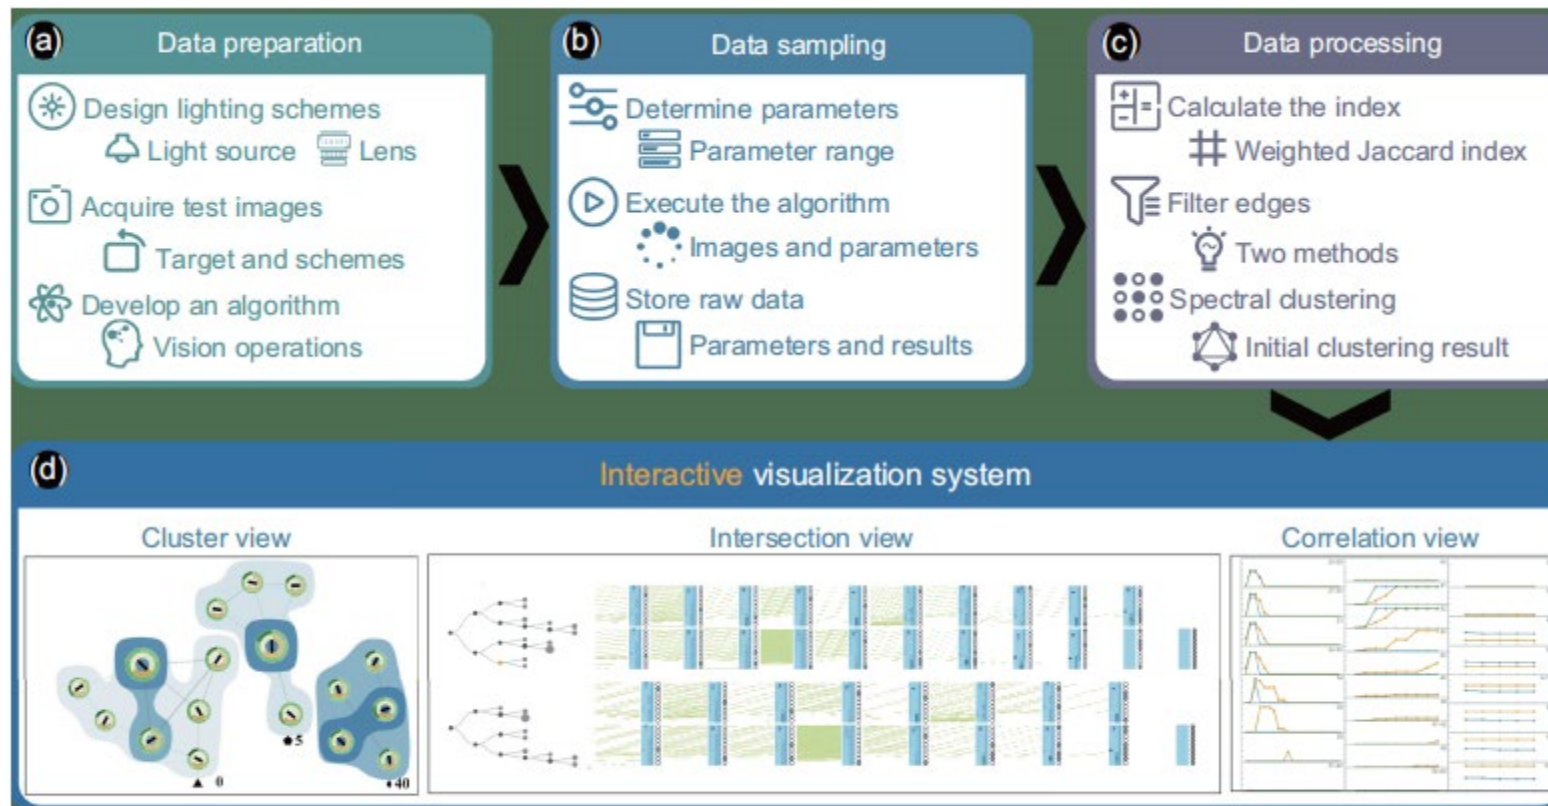 (a) Data preparation
Design lighting schemes
Light source Lens
Acquire test images
Target and schemes
Develop an algorithm
Vision operations
(b) Data sampling
Determine parameters
Parameter range
Execute the algorithm
Images and parameters
Store raw data
Parameters and results
(c) Data processing
Calculate the index
Weighted Jaccard index
Filter edges
Two methods
Spectral clustering
Initial clustering result
(d) Interactive visualization system
Cluster view
5
0
40
Intersection view
Correlation view